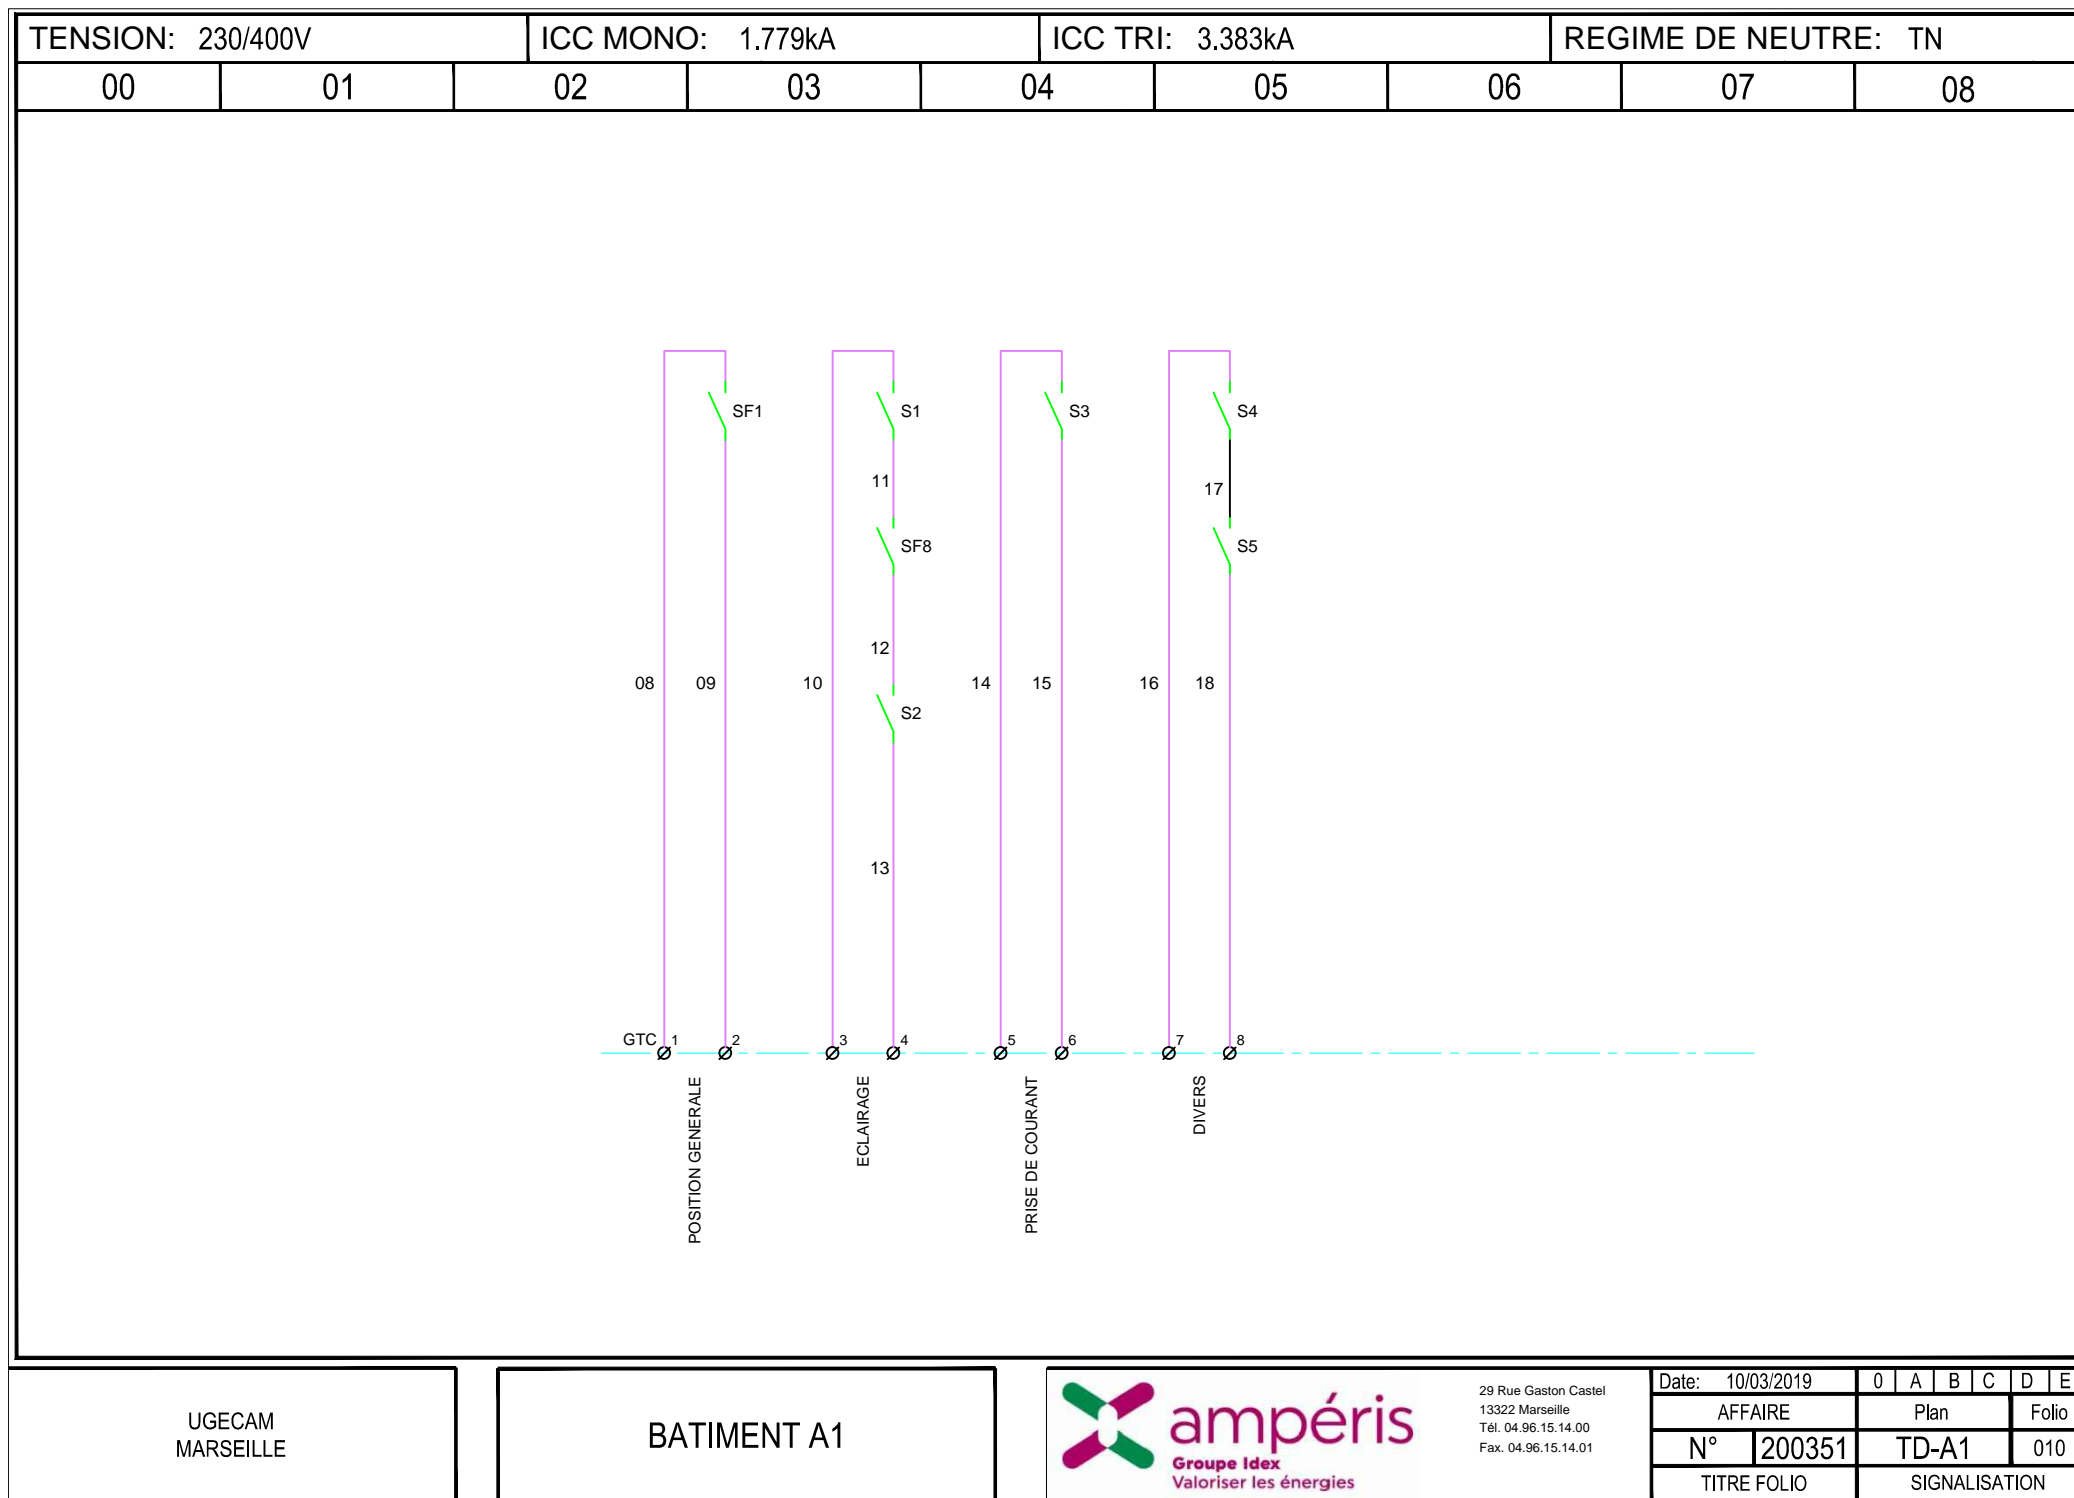 TENSION: 230/400V
ICC MONO: 1.779kA
ICC TRI: 3.383kA
REGIME DE NEUTRE: TN
00
01
02
03
04
05
06
07
08
SF1
S1
S3
S4
11
17
SF8
S5
12
08
09
10
14
15
16
18
S2
13
GTC
1
2
3
4
5
6
7
8
POSITION GENERALE
ECLAIRAGE
PRISE DE COURANT
DIVERS
UGECAM
MARSEILLE
BATIMENT A1
ampéris
Groupe Idex
Valoriser les énergies
29 Rue Gaston Castel
13322 Marseille
Tél. 04.96.15.14.00
Fax. 04.96.15.14.01
Date: 10/03/2019
0 A B C D E
AFFAIRE
Plan
Folio
N° 200351
TD-A1
010
TITRE FOLIO
SIGNALISATION